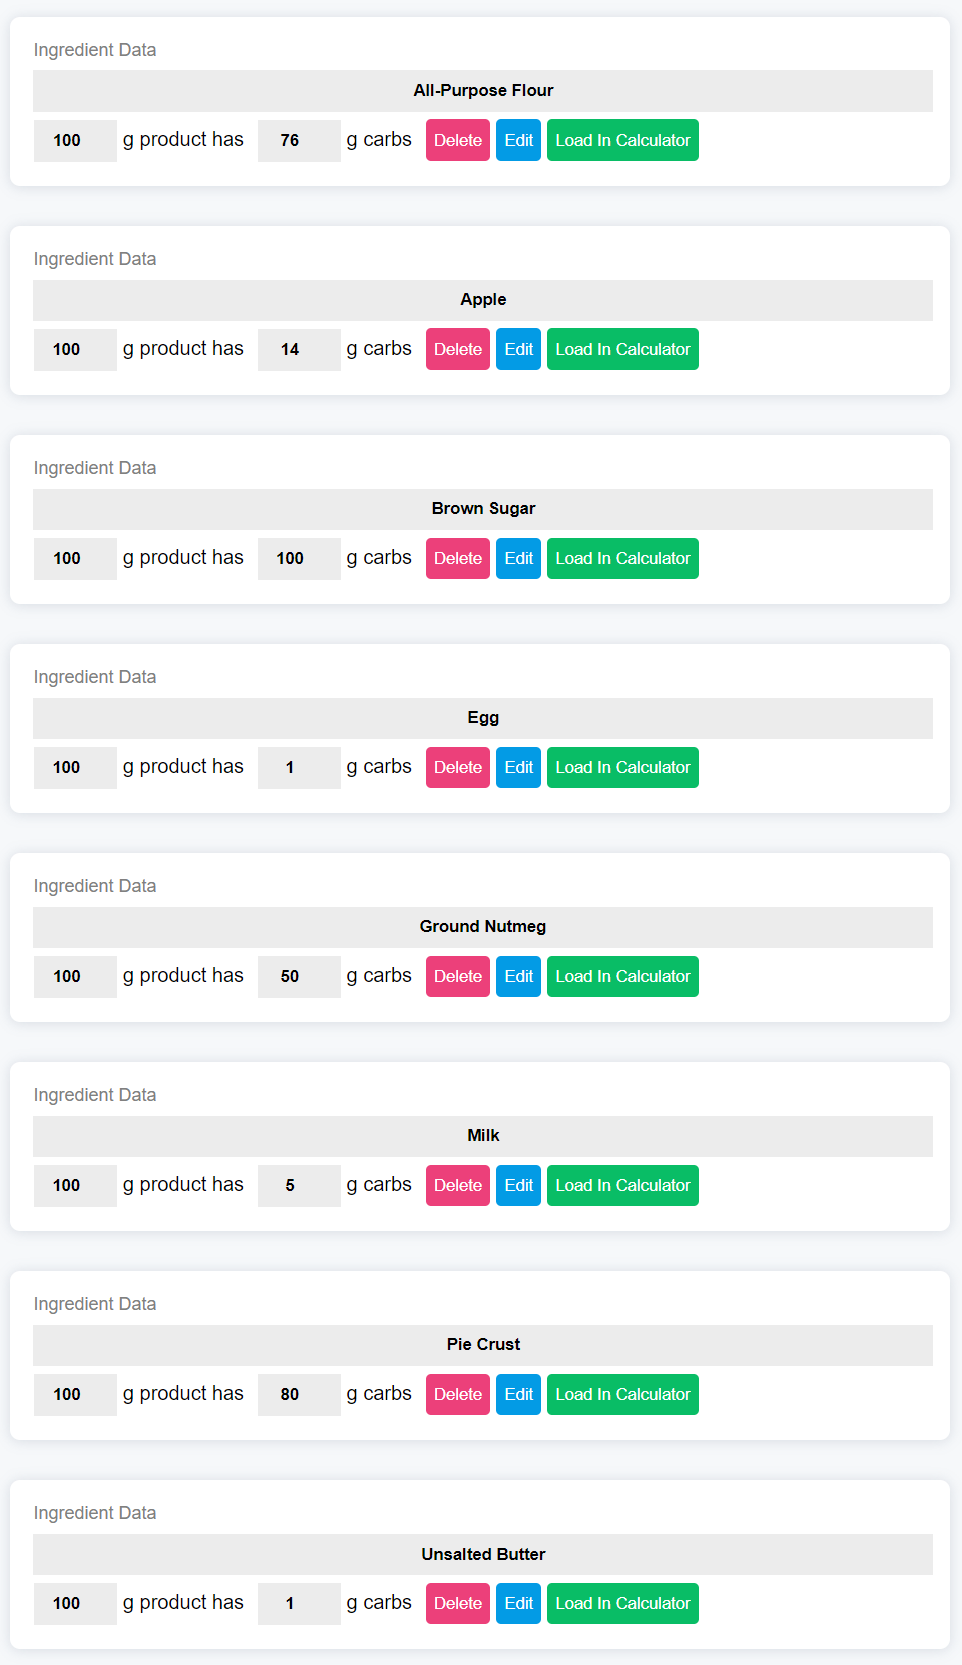 Ingredient Data
All-Purpose Flour
100 g product has 76 g carbs Delete Edit Load In Calculator
Ingredient Data
Apple
100 g product has 14 g carbs Delete Edit Load In Calculator
Ingredient Data
Brown Sugar
100 g product has 100 g carbs Delete Edit Load In Calculator
Ingredient Data
Egg
100 g product has 1 g carbs Delete Edit Load In Calculator
Ingredient Data
Ground Nutmeg
100 g product has 50 g carbs Delete Edit Load In Calculator
Ingredient Data
Milk
100 g product has 5 g carbs Delete Edit Load In Calculator
Ingredient Data
Pie Crust
100 g product has 80 g carbs Delete Edit Load In Calculator
Ingredient Data
Unsalted Butter
100 g product has 1 g carbs Delete Edit Load In Calculator